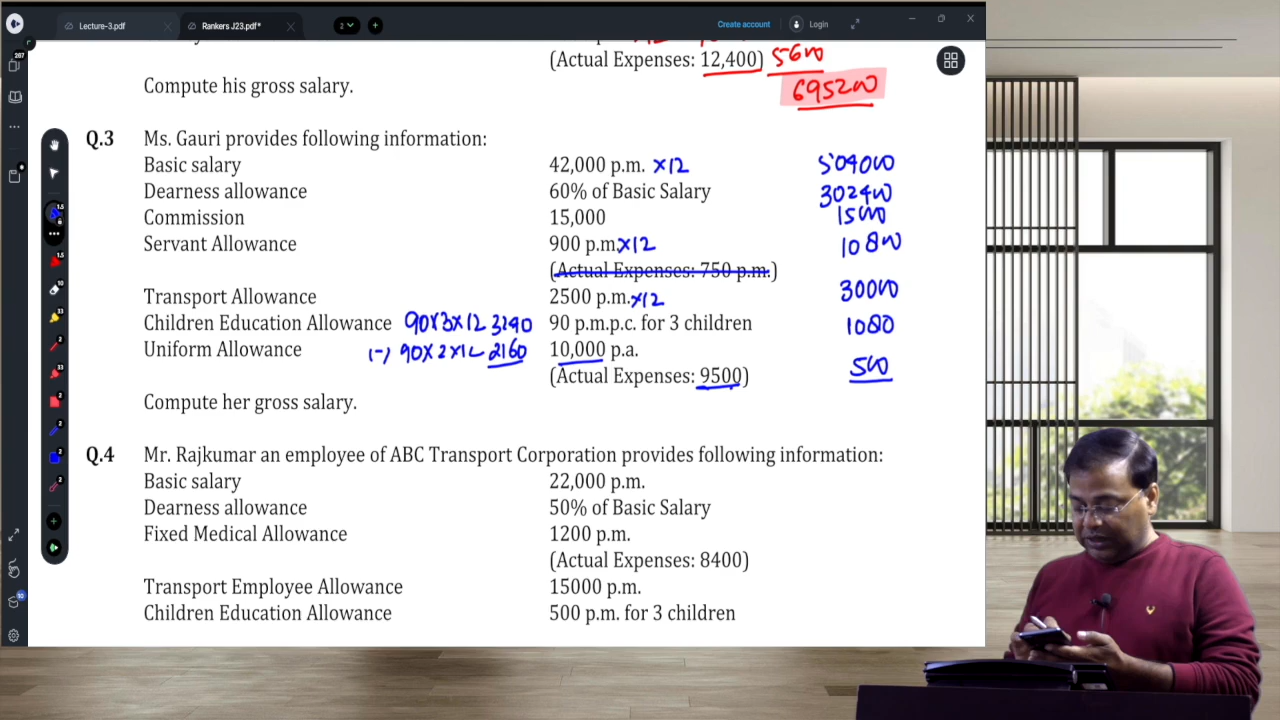 Lecture-3.pdf
Rankers J23.pdf*
2
Create account
Login
267
(Actual Expenses: 12,400) 5600
Compute his gross salary.
695200
Q.3 Ms. Gauri provides following information:
Basic salary 42,000 p.m. ×12 504000
Dearness allowance 60% of Basic Salary 302400
Commission 15,000 15000
Servant Allowance 900 p.m. ×12 10800
(Actual Expenses: 750 p.m.)
Transport Allowance 2500 p.m. ×12 30000
Children Education Allowance 90×3×12 3240 90 p.m.p.c. for 3 children 1080
Uniform Allowance (-) 90×2×12 2160 10,000 p.a.
(Actual Expenses: 9500) 500
Compute her gross salary.
Q.4 Mr. Rajkumar an employee of ABC Transport Corporation provides following information:
Basic salary 22,000 p.m.
Dearness allowance 50% of Basic Salary
Fixed Medical Allowance 1200 p.m.
(Actual Expenses: 8400)
Transport Employee Allowance 15000 p.m.
Children Education Allowance 500 p.m. for 3 children